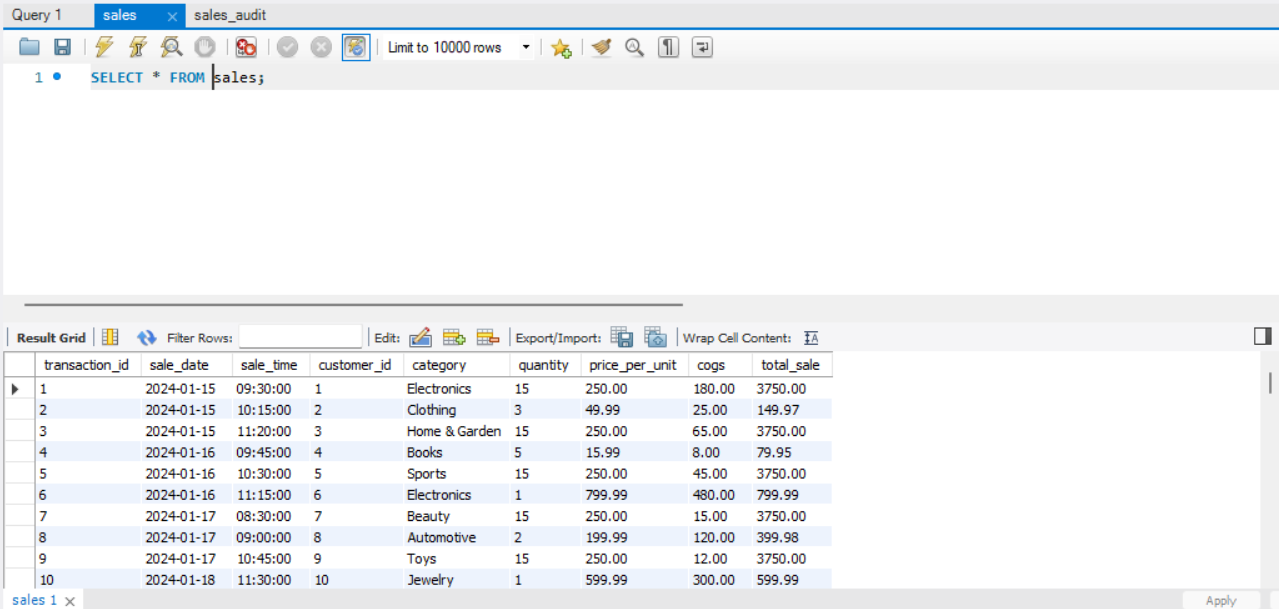 Query 1 sales sales_audit
Limit to 10000 rows
1 SELECT * FROM sales;
Result Grid Filter Rows: Edit: Export/Import: Wrap Cell Content:
transaction_id sale_date sale_time customer_id category quantity price_per_unit cogs total_sale
1 2024-01-15 09:30:00 1 Electronics 15 250.00 180.00 3750.00
2 2024-01-15 10:15:00 2 Clothing 3 49.99 25.00 149.97
3 2024-01-15 11:20:00 3 Home & Garden 15 250.00 65.00 3750.00
4 2024-01-16 09:45:00 4 Books 5 15.99 8.00 79.95
5 2024-01-16 10:30:00 5 Sports 15 250.00 45.00 3750.00
6 2024-01-16 11:15:00 6 Electronics 1 799.99 480.00 799.99
7 2024-01-17 08:30:00 7 Beauty 15 250.00 15.00 3750.00
8 2024-01-17 09:00:00 8 Automotive 2 199.99 120.00 399.98
9 2024-01-17 10:45:00 9 Toys 15 250.00 12.00 3750.00
10 2024-01-18 11:30:00 10 Jewelry 1 599.99 300.00 599.99
sales 1 Apply